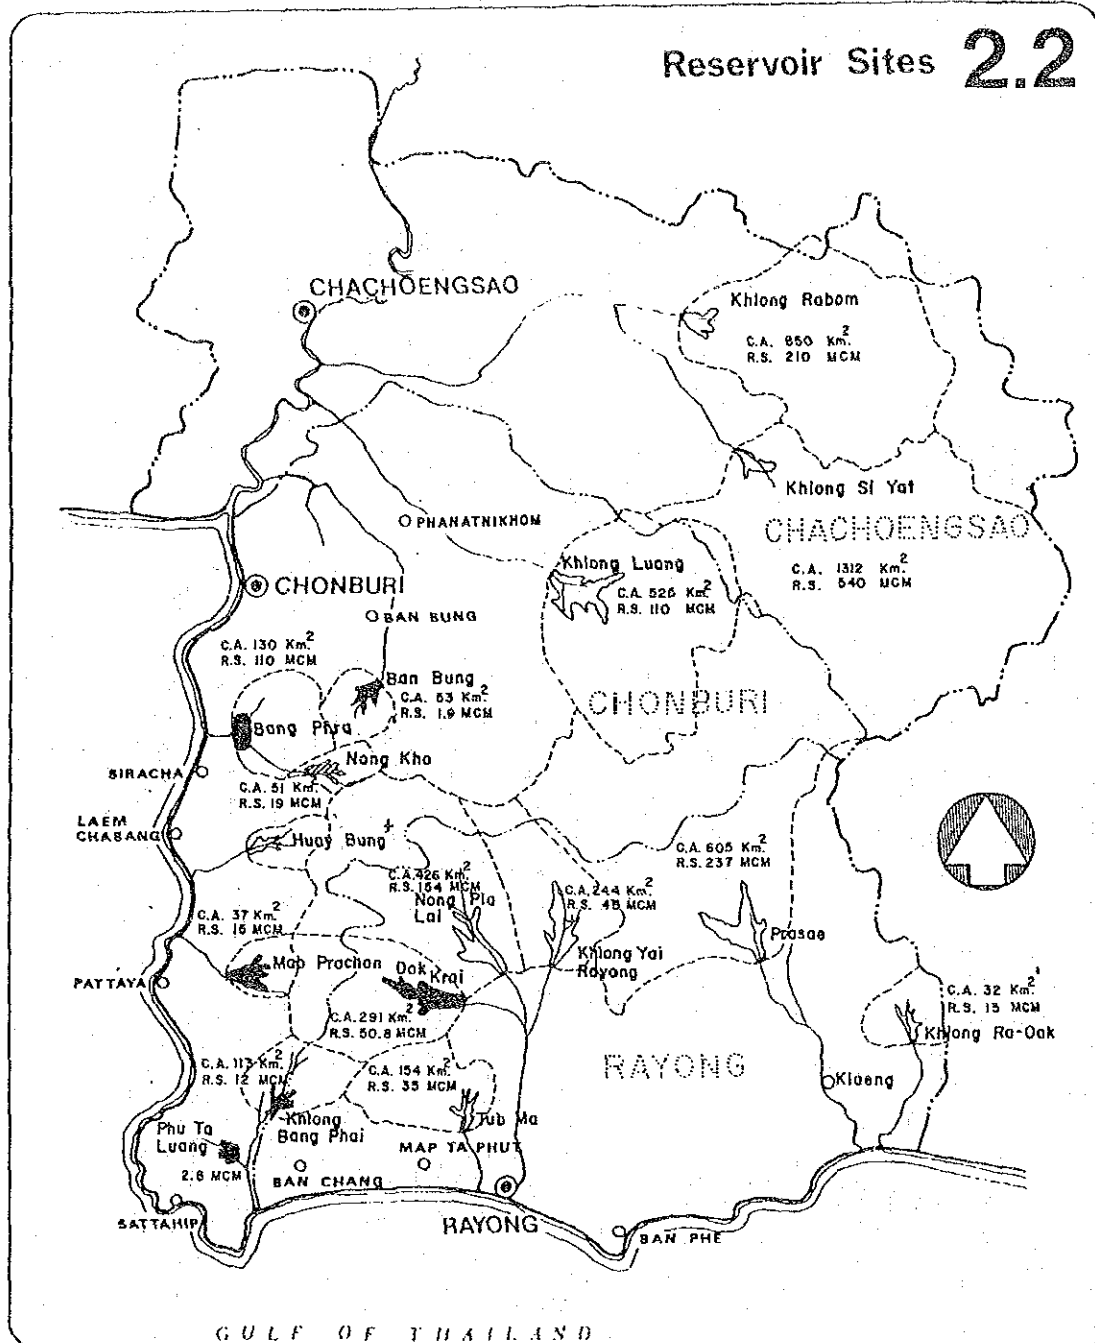 Reservoir Sites 2.2
CHACHOENGSAO
Khlong Rabom
C.A. 850 Km.2
R.S. 210 MCM
Khlong Si Yat
CHACHOENGSAO
C.A. 1312 Km.2
R.S. 540 MCM
PHANATNIKHOM
Khlong Luang
C.A. 526 Km.2
R.S. 110 MCM
CHONBURI
BAN BUNG
C.A. 130 Km.2
R.S. 110 MCM
Ban Bung
C.A. 53 Km.2
R.S. 1.9 MCM
CHONBURI
Bang Phra
Nong Kho
SIRACHA
C.A. 51 Km.2
R.S. 19 MCM
LAEM
CHABANG
Huay Bung
C.A. 605 Km.2
R.S. 237 MCM
C.A. 426 Km.2
R.S. 154 MCM
Nong Pla
Lai
C.A. 244 Km.2
R.S. 45 MCM
C.A. 37 Km.2
R.S. 15 MCM
Prasae
Khlong Yai
Rayong
Mab Prachan
Dok Krai
PATTAYA
C.A. 32 Km.2
R.S. 13 MCM
Khlong Ra-Oak
C.A. 291 Km.2
R.S. 50.8 MCM
C.A. 113 Km.2
R.S. 12 MCM
C.A. 154 Km.2
R.S. 35 MCM
RAYONG
Klaeng
Khlong
Bang Phai
Tub Ma
Phu Ta
Luang
MAP TA PHUT
2.8 MCM
BAN CHANG
SATTAHIP
RAYONG
BAN PHE
GULF OF THAILAND